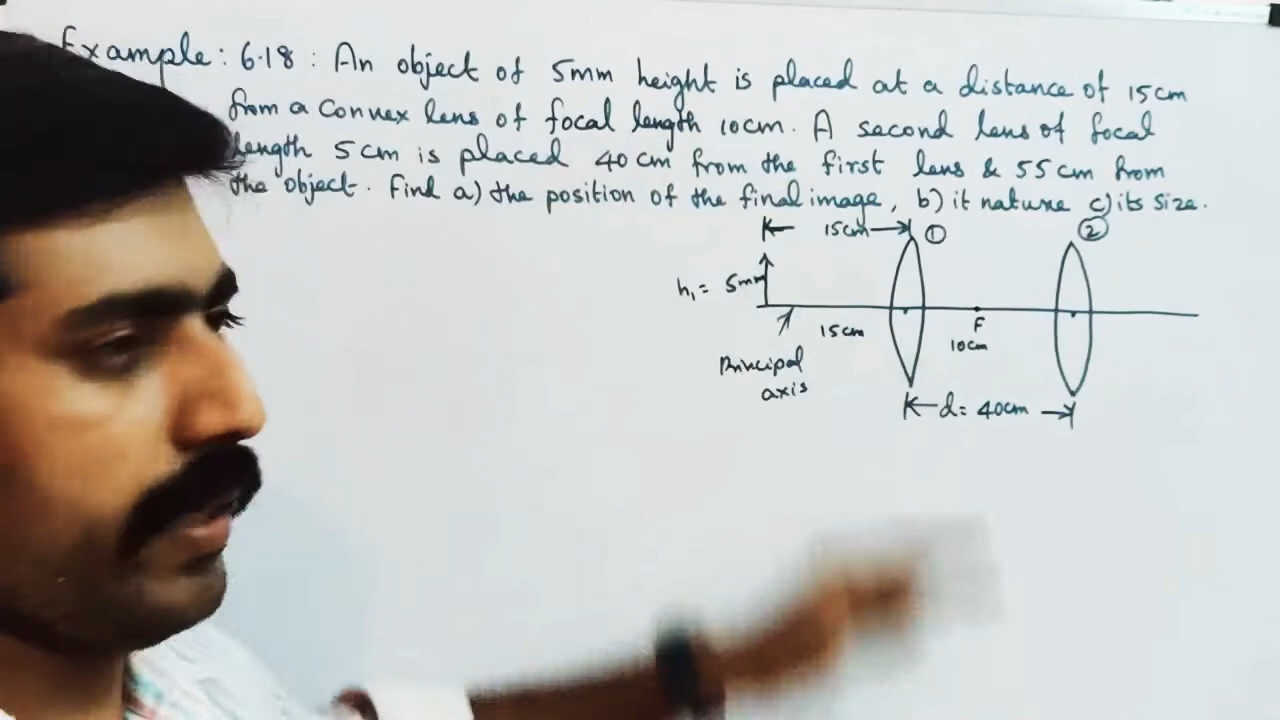 Example: 6.18 : An object of 5mm height is placed at a distance of 15cm
from a Convex lens of focal length 10cm. A second lens of focal
length 5cm is placed 40cm from the first lens & 55cm from
the object. Find a) the position of the final image, b) it nature c) its size.
15cm ① ②
h₁ = 5mm
15cm F
10cm
Principal
axis
d= 40cm